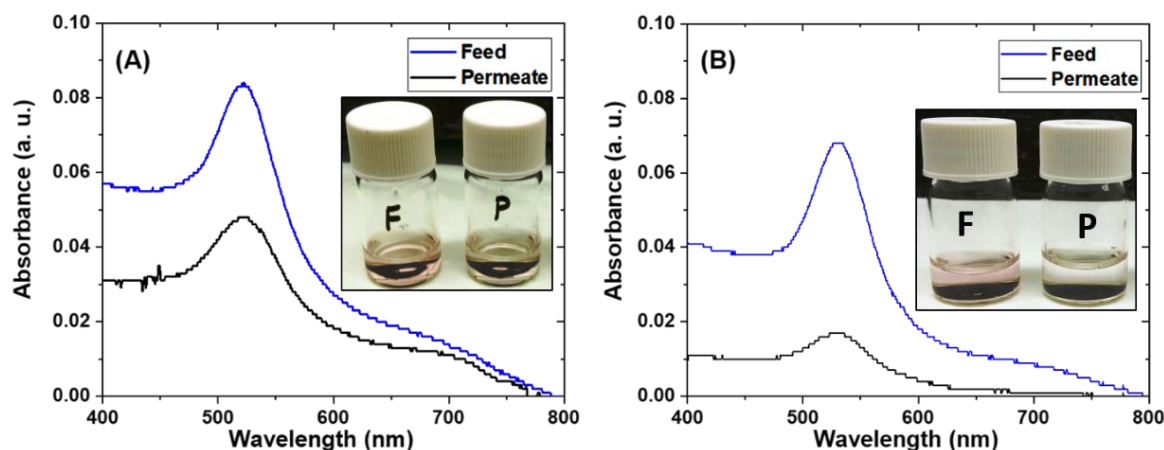 (A)
Feed
Permeate
F
P
0.10
0.08
0.06
0.04
0.02
0.00
Absorbance (a. u.)
400
500
600
700
800
Wavelength (nm)
(B)
Feed
Permeate
F
P
0.10
0.08
0.06
0.04
0.02
0.00
Absorbance (a. u.)
400
500
600
700
800
Wavelength (nm)